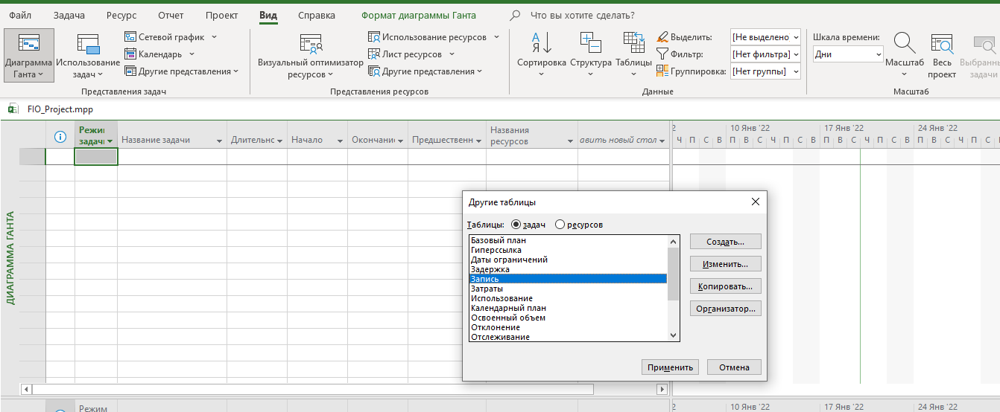 Файл Задача Ресурс Отчет Проект Вид Справка Формат диаграммы Ганта Что вы хотите сделать?
Диаграмма Ганта
Использование задач
Сетевой график
Календарь
Другие представления
Представления задач
Визуальный оптимизатор ресурсов
Использование ресурсов
Лист ресурсов
Другие представления
Представления ресурсов
Сортировка
Структура
Таблицы
Выделить: [Не выделено
Фильтр: [Нет фильтра]
Группировка: [Нет группы]
Данные
Шкала времени:
Дни
Масштаб
Весь проект
Выбранны задачи
Масштаб
FIO_Project.mpp
Режим задачи
Название задачи
Длительнс
Начало
Окончание
Предшественн
Названия ресурсов
авить новый стол
2 10 Янв '22 17 Янв '22 24 Янв '22
Ч П С В П В С Ч П С В П В С Ч П С В П В С Ч П С
ДИАГРАММА ГАНТА
Другие таблицы
Таблицы: задач ресурсов
Базовый план
Гиперссылка
Даты ограничений
Задержка
Запись
Затраты
Использование
Календарный план
Освоенный объем
Отклонение
Отслеживание
Создать...
Изменить...
Копировать...
Организатор...
Применить
Отмена
Режим
2 10 Янв '22 17 Янв '22 24 Янв '22